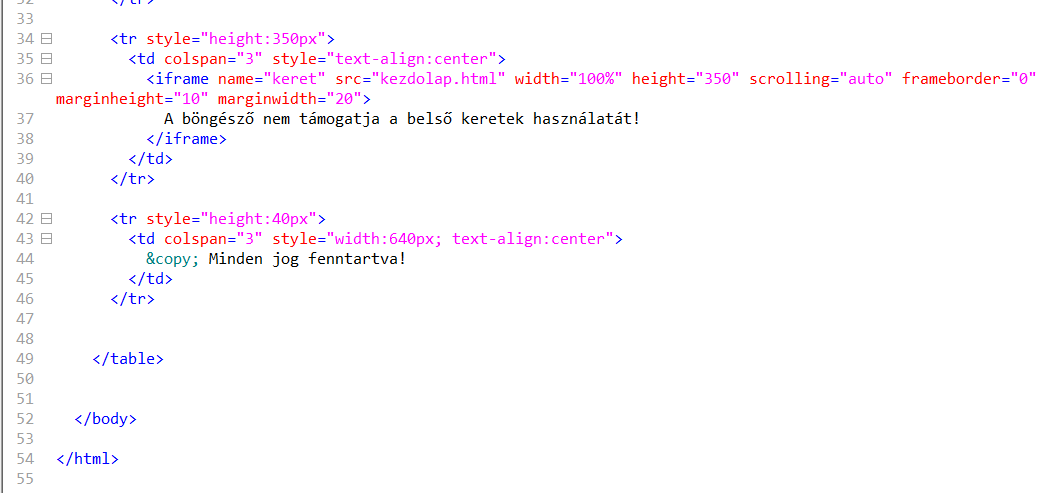 32 </tr>
33
34 <tr style="height:350px">
35 <td colspan="3" style="text-align:center">
36 <iframe name="keret" src="kezdolap.html" width="100%" height="350" scrolling="auto" frameborder="0"
marginheight="10" marginwidth="20">
37 A böngésző nem támogatja a belső keretek használatát!
38 </iframe>
39 </td>
40 </tr>
41
42 <tr style="height:40px">
43 <td colspan="3" style="width:640px; text-align:center">
44 &copy; Minden jog fenntartva!
45 </td>
46 </tr>
47
48
49 </table>
50
51
52 </body>
53
54 </html>
55